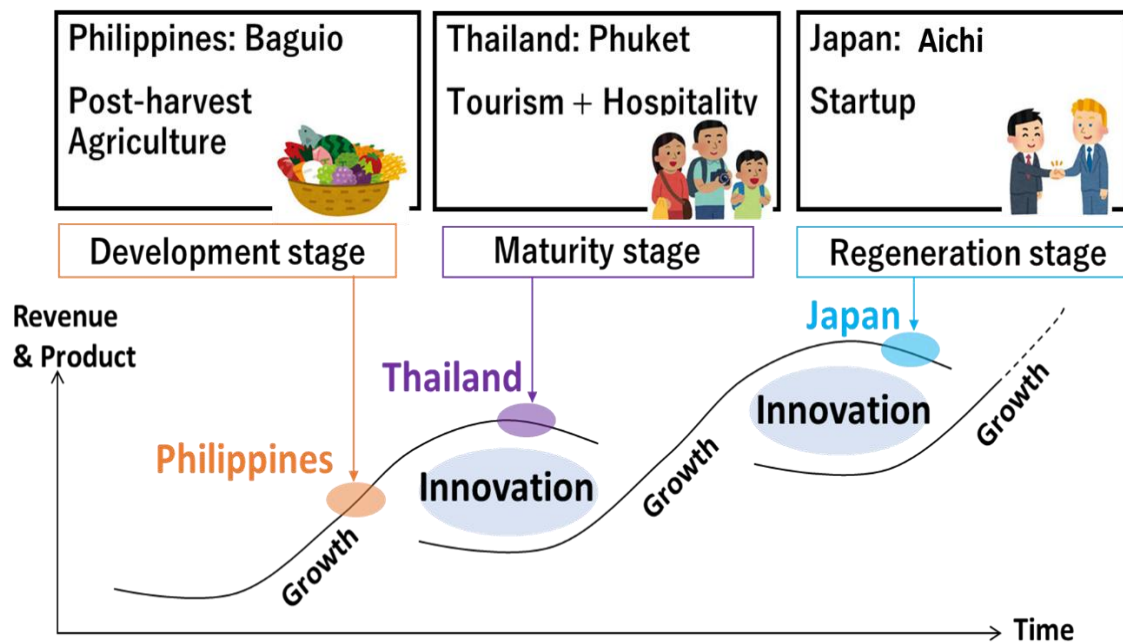 Philippines: Baguio
Post-harvest
Agriculture
Thailand: Phuket
Tourism + Hospitality
Japan: Aichi
Startup
Development stage
Maturity stage
Regeneration stage
Revenue
& Product
Japan
Thailand
Philippines
Innovation
Innovation
Growth
Growth
Growth
Time